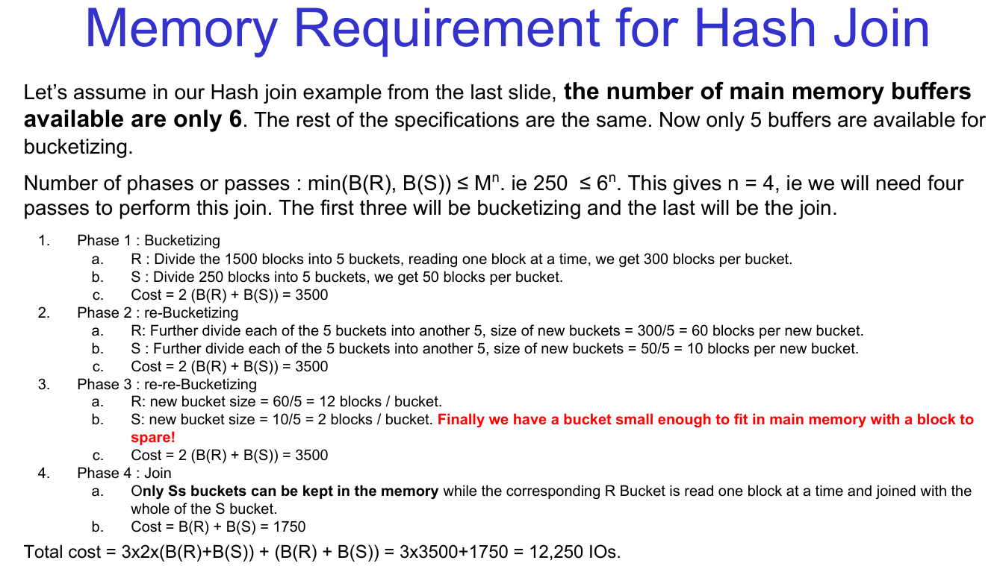 Memory Requirement for Hash Join
Let’s assume in our Hash join example from the last slide, the number of main memory buffers
available are only 6. The rest of the specifications are the same. Now only 5 buffers are available for
bucketizing.
Number of phases or passes : min(B(R), B(S)) ≤ Mⁿ. ie 250  ≤ 6ⁿ. This gives n = 4, ie we will need four
passes to perform this join. The first three will be bucketizing and the last will be the join.
1. Phase 1 : Bucketizing
a. R : Divide the 1500 blocks into 5 buckets, reading one block at a time, we get 300 blocks per bucket.
b. S : Divide 250 blocks into 5 buckets, we get 50 blocks per bucket.
c. Cost = 2 (B(R) + B(S)) = 3500
2. Phase 2 : re-Bucketizing
a. R: Further divide each of the 5 buckets into another 5, size of new buckets = 300/5 = 60 blocks per new bucket.
b. S : Further divide each of the 5 buckets into another 5, size of new buckets = 50/5 = 10 blocks per new bucket.
c. Cost = 2 (B(R) + B(S)) = 3500
3. Phase 3 : re-re-Bucketizing
a. R: new bucket size = 60/5 = 12 blocks / bucket.
b. S: new bucket size = 10/5 = 2 blocks / bucket. Finally we have a bucket small enough to fit in main memory with a block to
spare!
c. Cost = 2 (B(R) + B(S)) = 3500
4. Phase 4 : Join
a. Only Ss buckets can be kept in the memory while the corresponding R Bucket is read one block at a time and joined with the
whole of the S bucket.
b. Cost = B(R) + B(S) = 1750
Total cost = 3x2x(B(R)+B(S)) + (B(R) + B(S)) = 3x3500+1750 = 12,250 IOs.